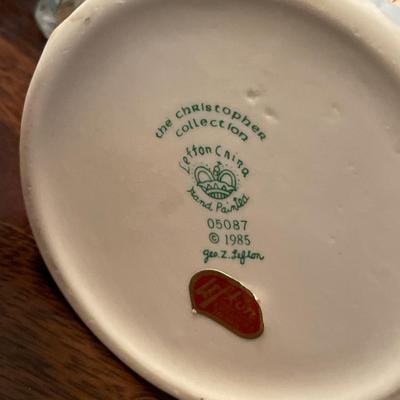 the christopher
collection
Lefton China
Hand Painted
05087
© 1985
Geo. Z. Lefton
Lefton